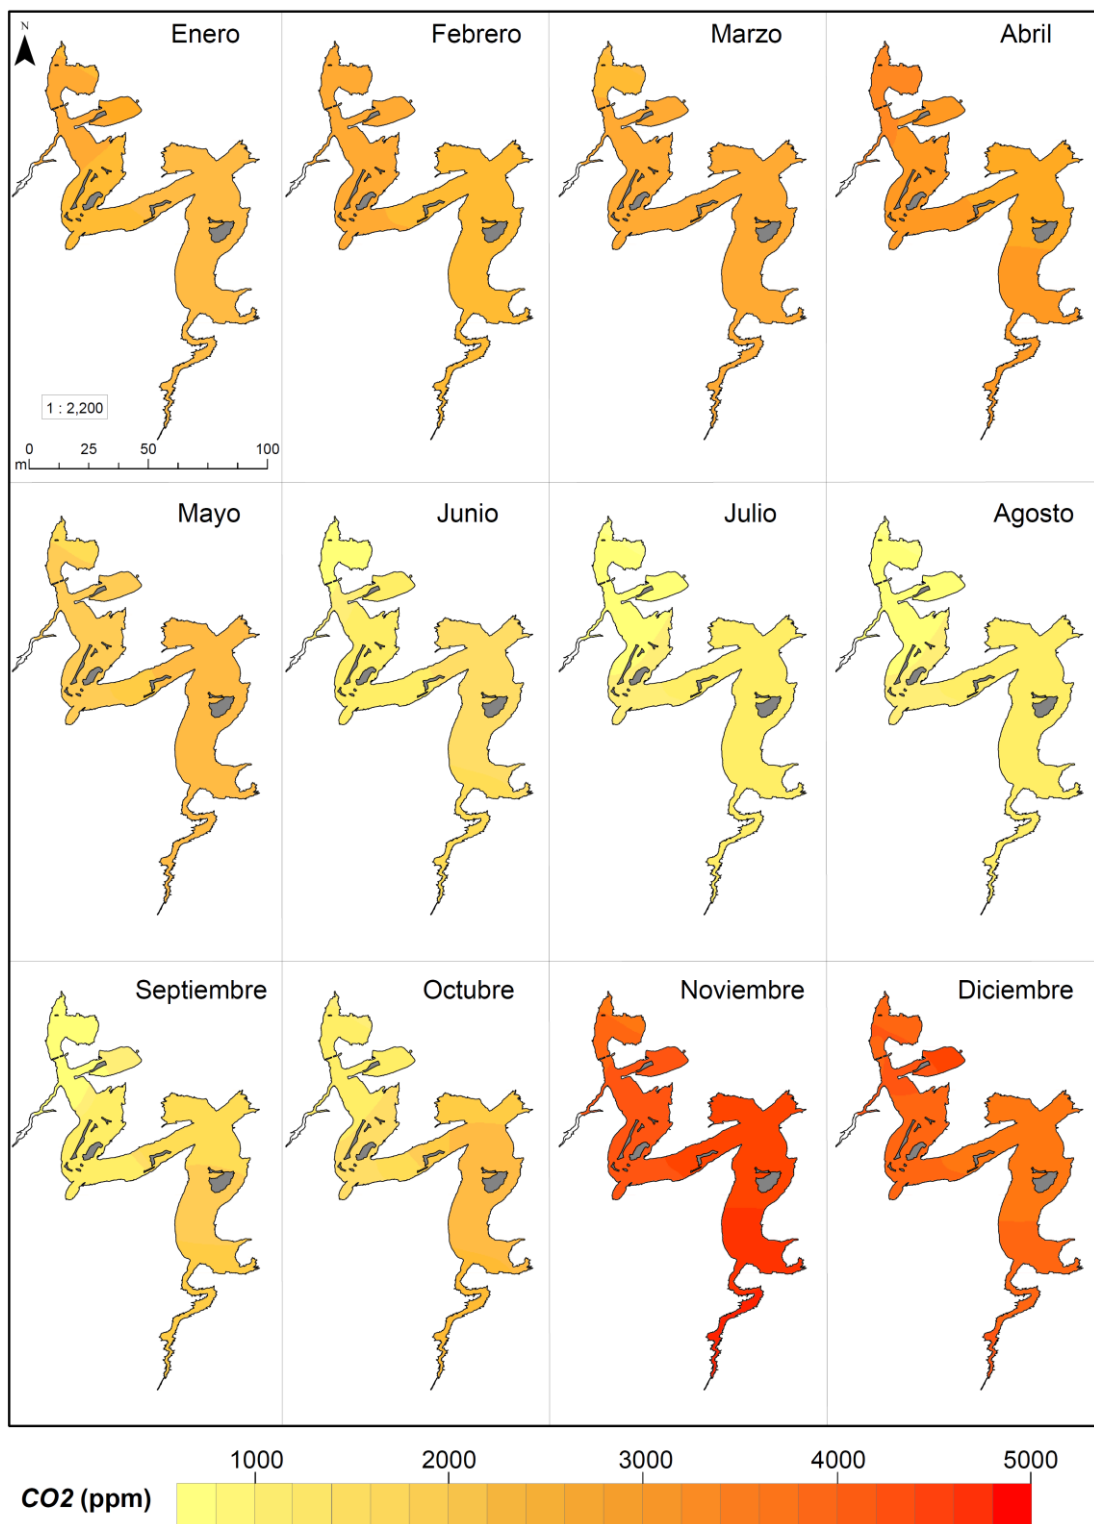 N
Enero
Febrero
Marzo
Abril
1 : 2,200
0 25 50 100
m
Mayo
Junio
Julio
Agosto
Septiembre
Octubre
Noviembre
Diciembre
1000 2000 3000 4000 5000
CO2 (ppm)